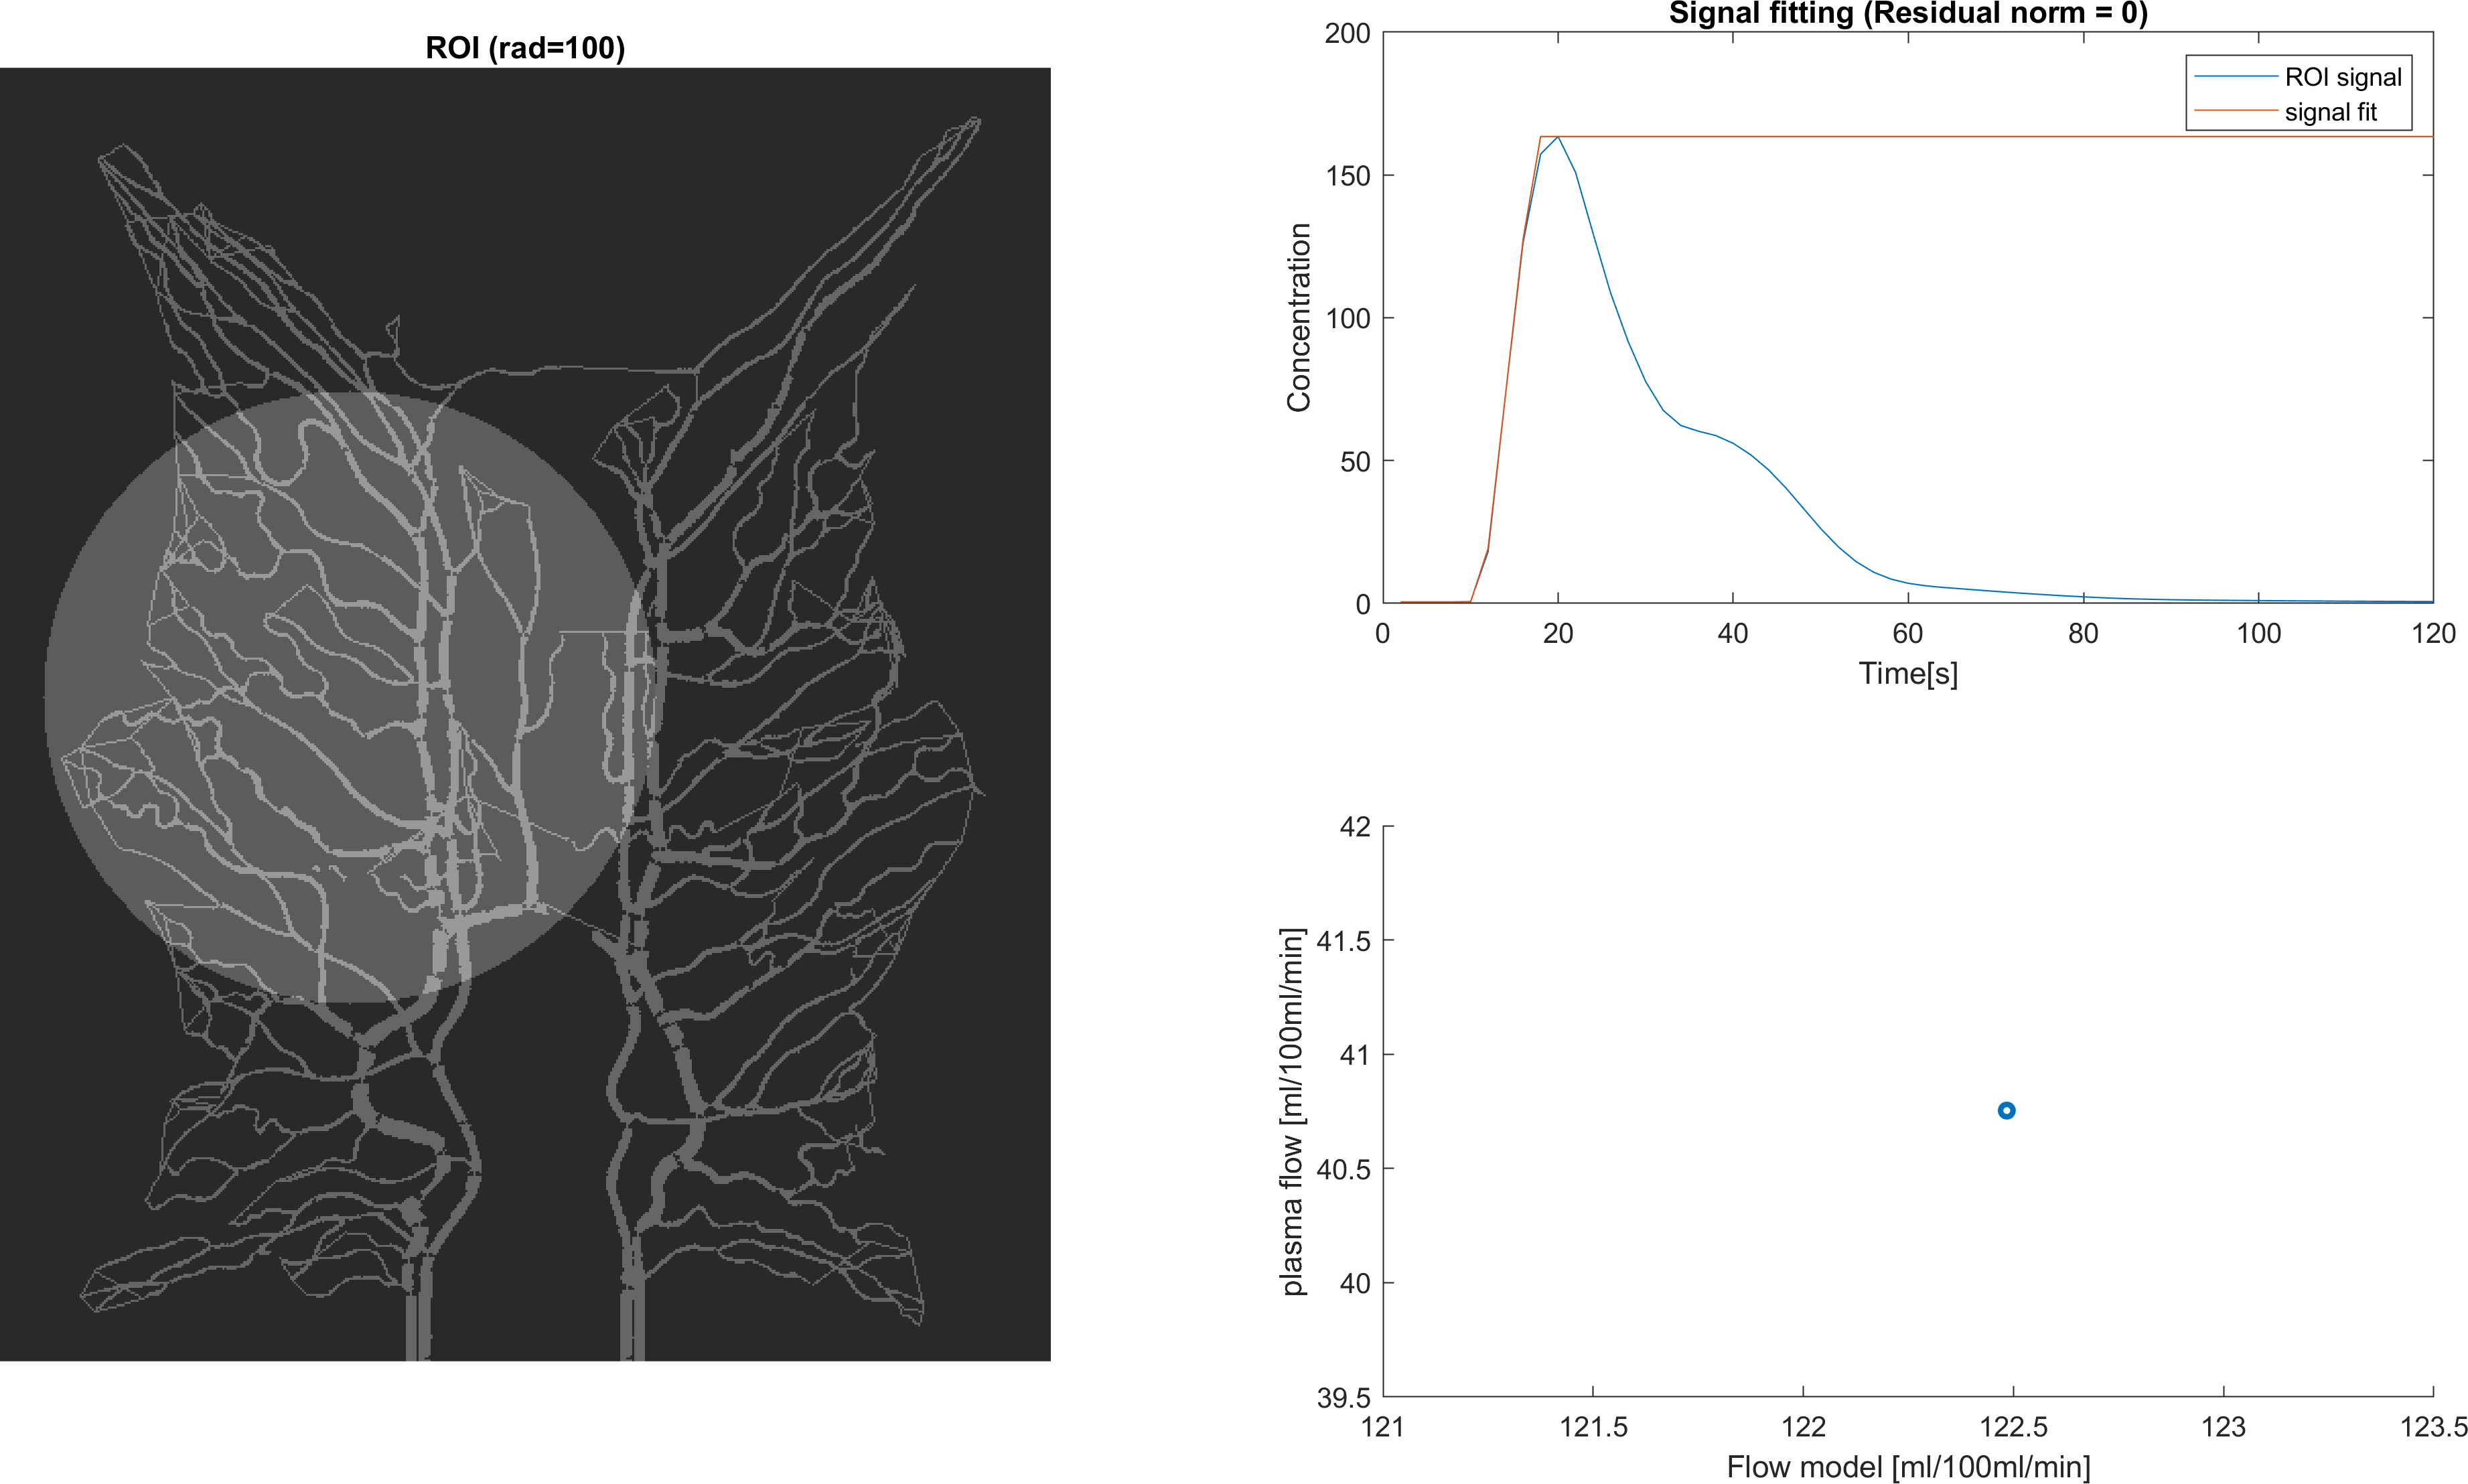 ROI (rad=100)
Signal fitting (Residual norm = 0)
200
150
100
50
0
Concentration
ROI signal
signal fit
0 20 40 60 80 100 120
Time[s]
42
41.5
41
40.5
40
39.5
plasma flow [ml/100ml/min]
121 121.5 122 122.5 123 123.5
Flow model [ml/100ml/min]